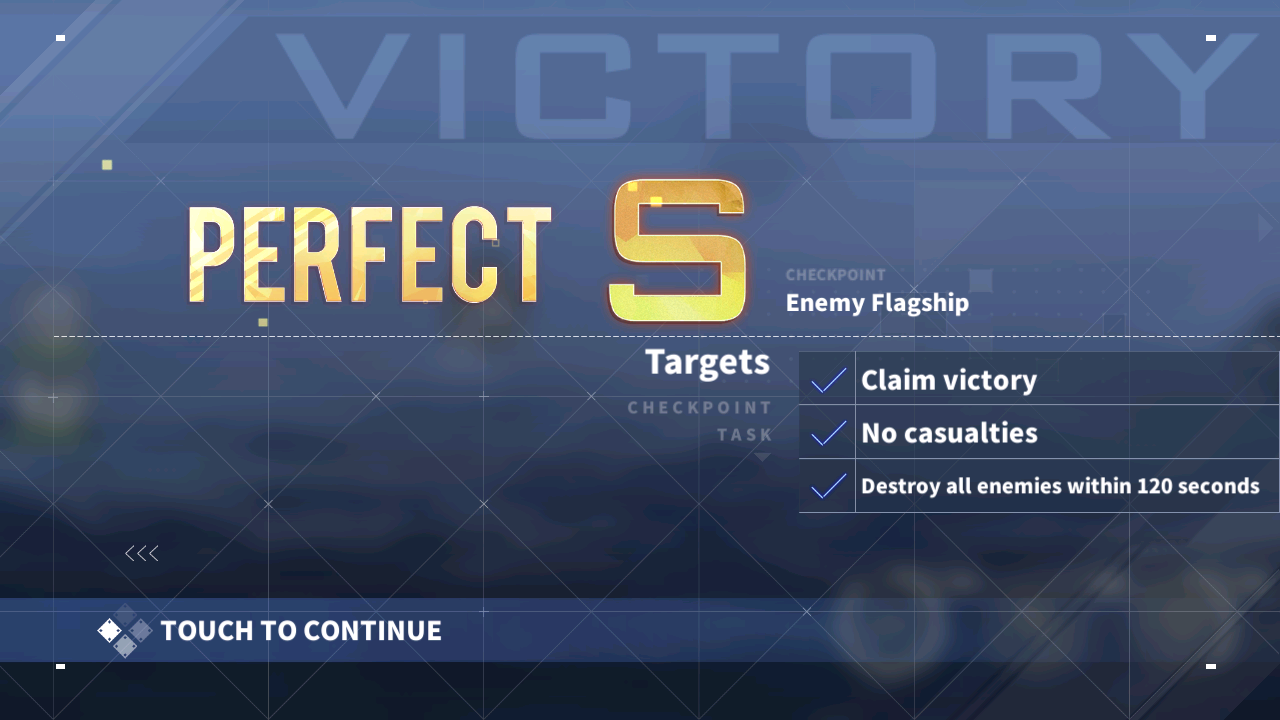 VICTORY
PERFECT S
CHECKPOINT
Enemy Flagship
Targets
CHECKPOINT
TASK
Claim victory
No casualties
Destroy all enemies within 120 seconds
TOUCH TO CONTINUE